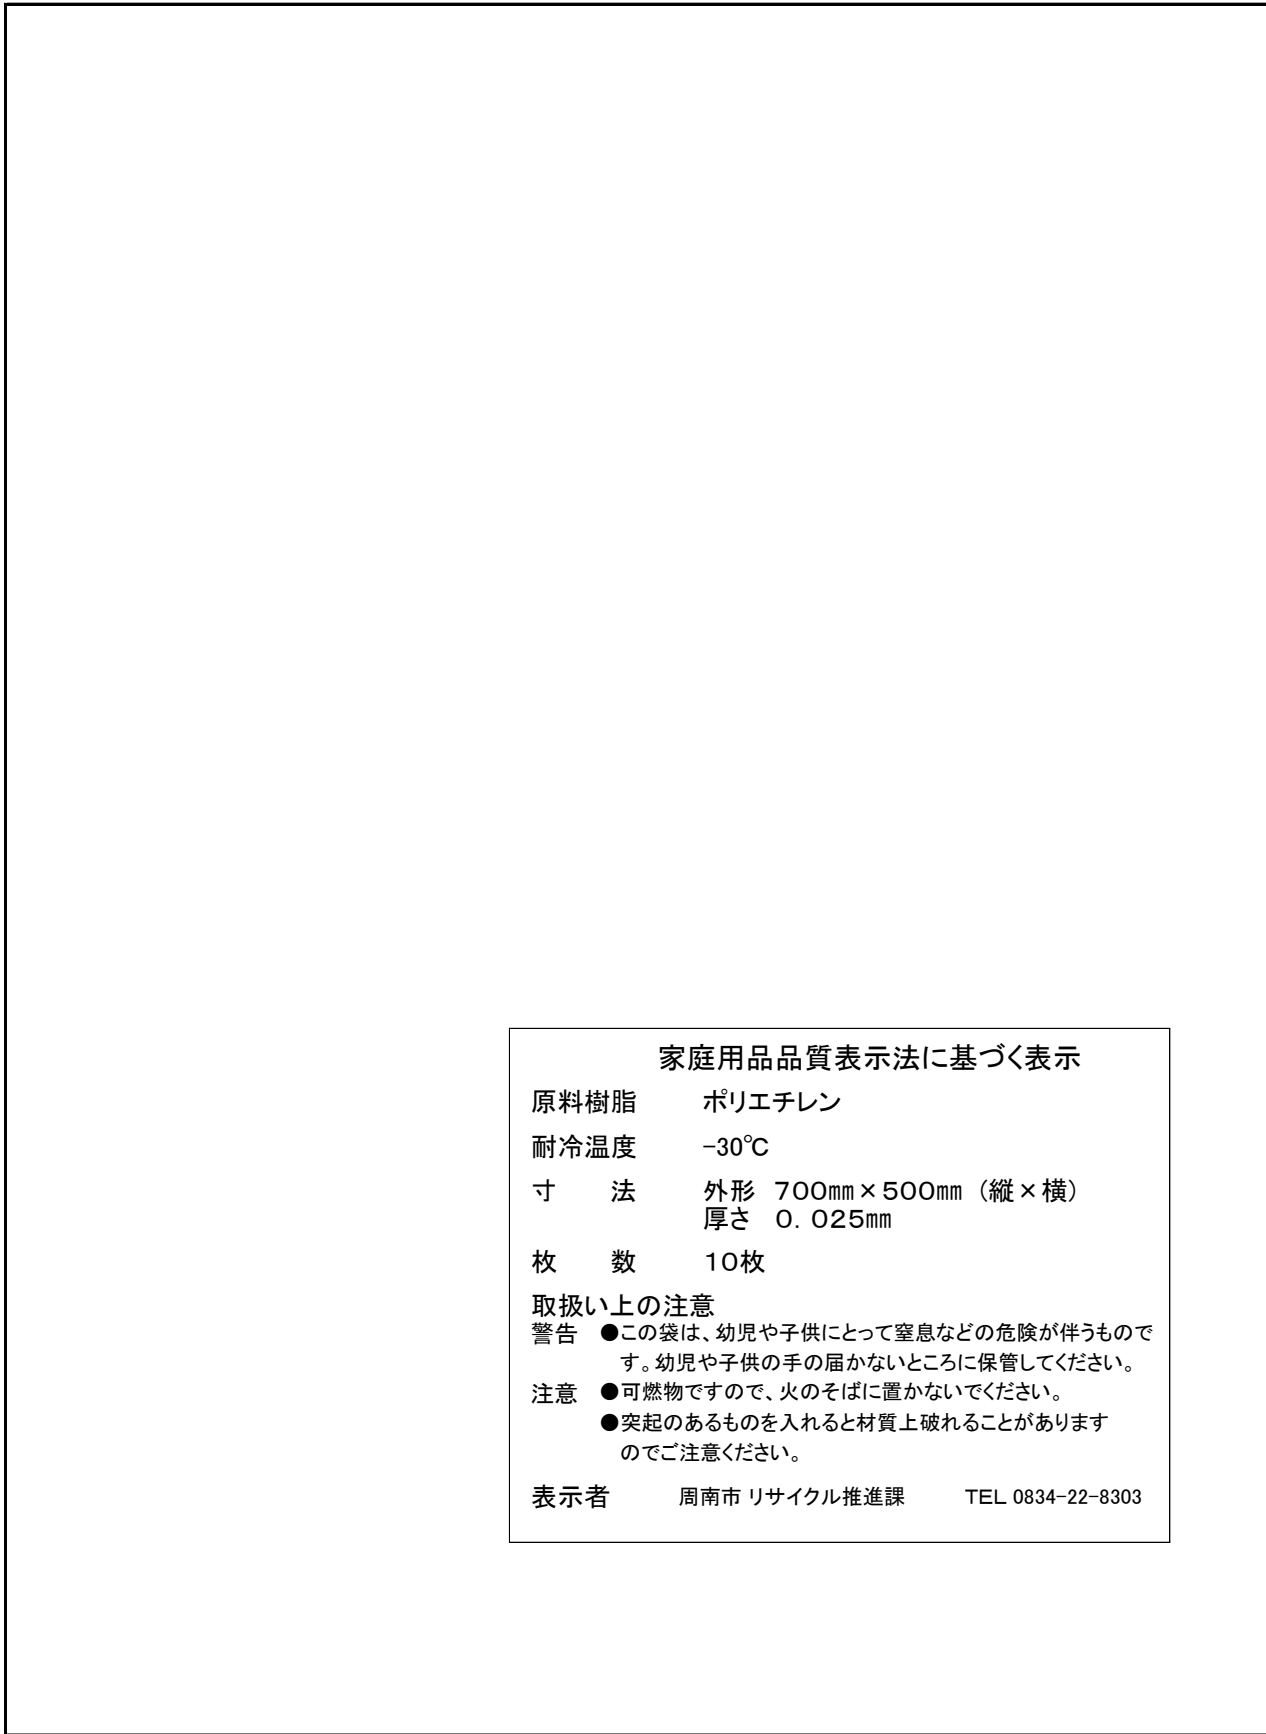 家庭用品品質表示法に基づく表示
原料樹脂　ポリエチレン
耐冷温度　-30℃
寸　法　外形　700㎜×500㎜（縦×横）
厚さ　0.025㎜
枚　数　10枚
取扱い上の注意
警告　●この袋は、幼児や子供にとって窒息などの危険が伴うもので
す。幼児や子供の手の届かないところに保管してください。
注意　●可燃物ですので、火のそばに置かないでください。
●突起のあるものを入れると材質上破れることがあります
のでご注意ください。
表示者　周南市 リサイクル推進課　TEL 0834-22-8303